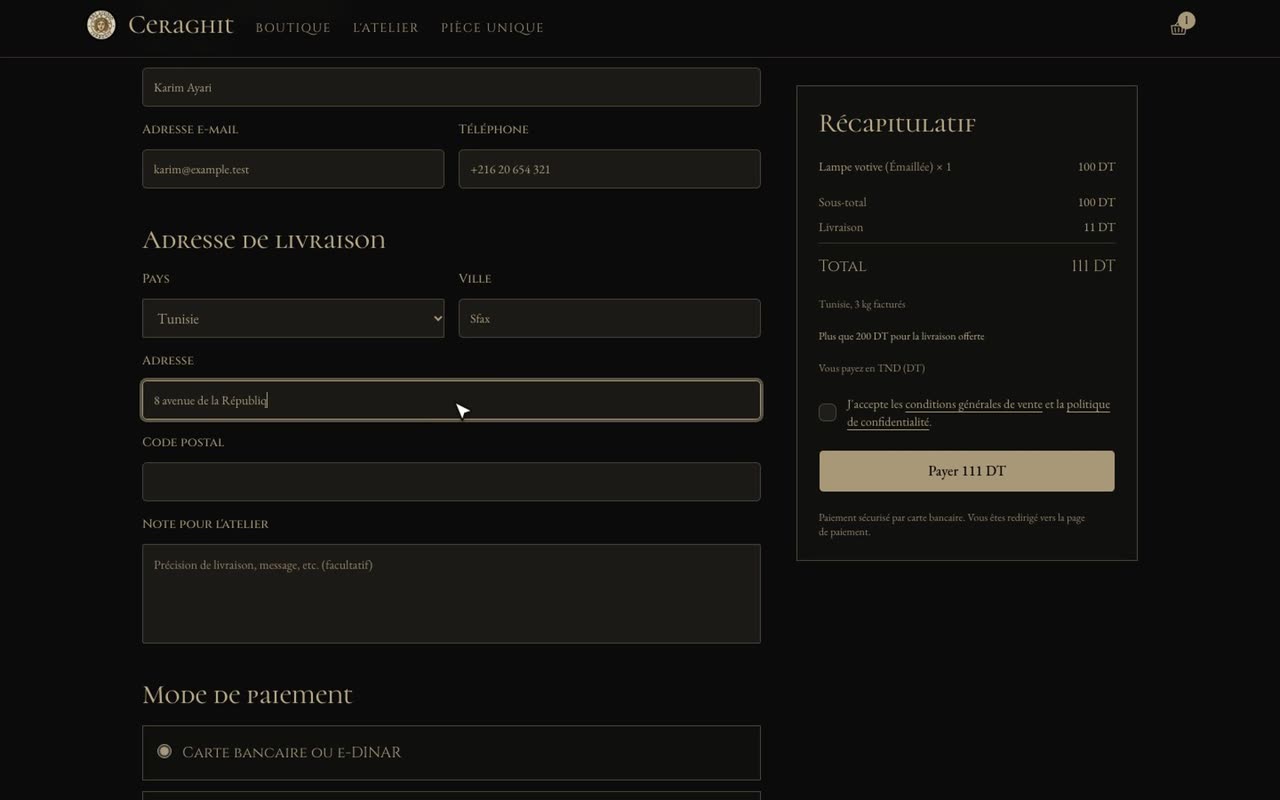 Ceraghit
BOUTIQUE
L'ATELIER
PIÈCE UNIQUE
1
Karim Ayari
Adresse e-mail
Téléphone
karim@example.test
+216 20 654 321
Adresse de livraison
Pays
Ville
Tunisie
Sfax
Adresse
8 avenue de la Républiq
Code postal
Note pour l'atelier
Précision de livraison, message, etc. (facultatif)
Mode de paiement
Carte bancaire ou e-DINAR
Récapitulatif
Lampe votive (Émaillée) × 1
100 DT
Sous-total
100 DT
Livraison
11 DT
Total
111 DT
Tunisie, 3 kg facturés
Plus que 200 DT pour la livraison offerte
Vous payez en TND (DT)
J'accepte les conditions générales de vente et la politique
de confidentialité.
Payer 111 DT
Paiement sécurisé par carte bancaire. Vous êtes redirigé vers la page
de paiement.